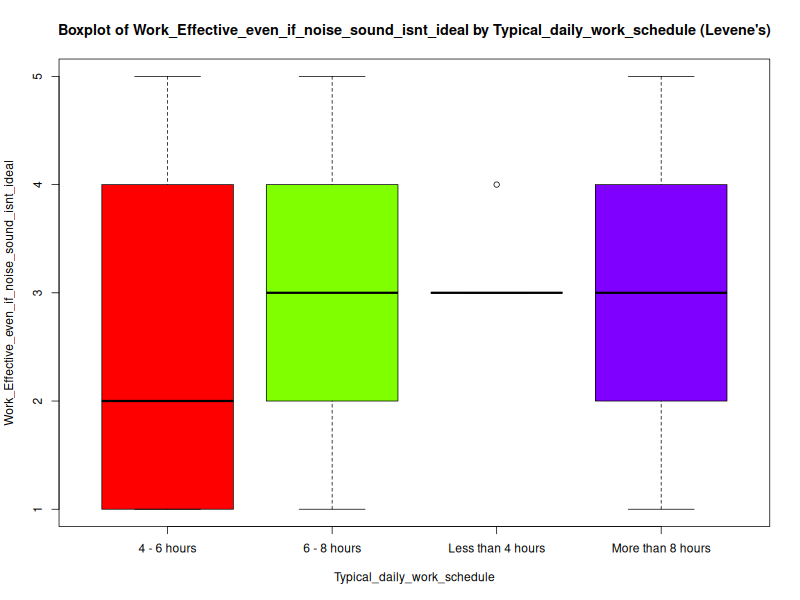 Boxplot of Work_Effective_even_if_noise_sound_isnt_ideal by Typical_daily_work_schedule (Levene's)
Work_Effective_even_if_noise_sound_isnt_ideal
5
4
3
2
1
4 - 6 hours
6 - 8 hours
Less than 4 hours
More than 8 hours
Typical_daily_work_schedule